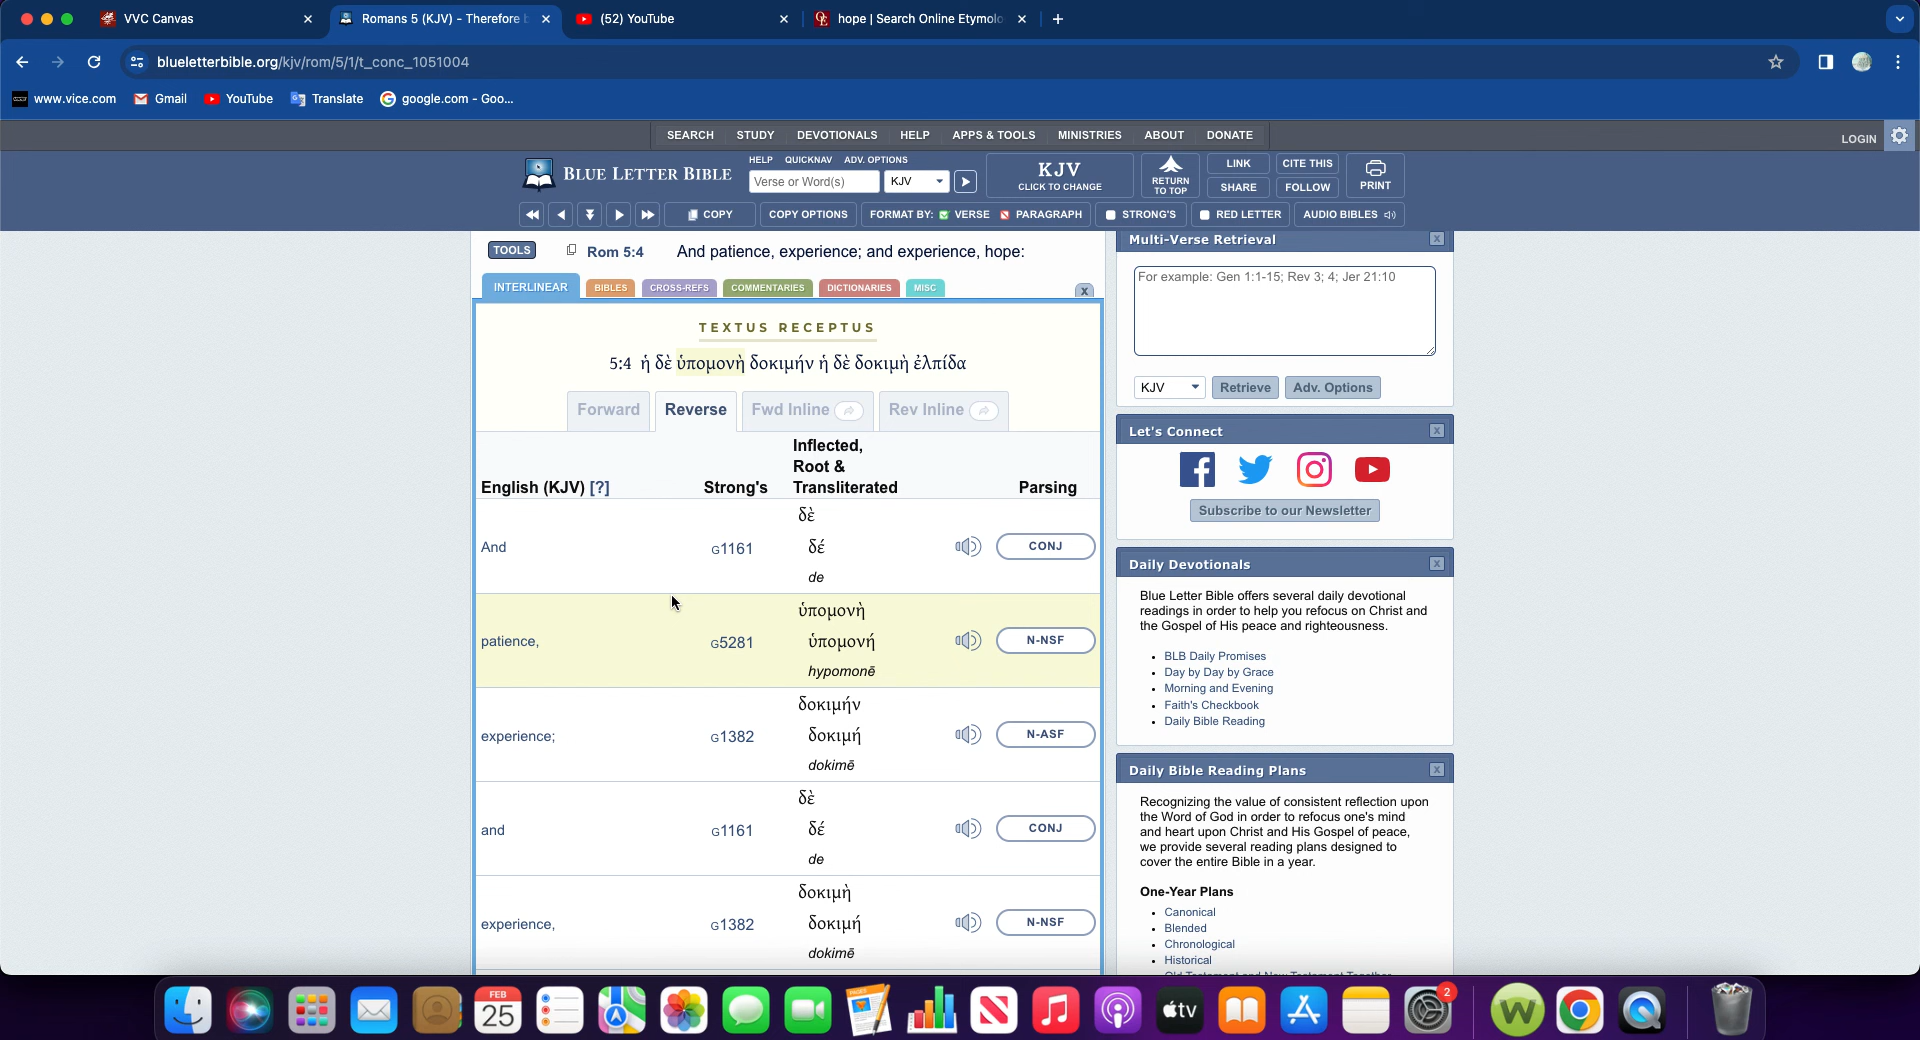 VVC Canvas
Romans 5 (KJV) - Therefore b
(52) YouTube
hope | Search Online Etymolo
blueletterbible.org/kjv/rom/5/1/t_conc_1051004
www.vice.com
Gmail
YouTube
Translate
google.com - Goo...
SEARCH STUDY DEVOTIONALS HELP APPS & TOOLS MINISTRIES ABOUT DONATE
LOGIN
BLUE LETTER BIBLE
HELP QUICKNAV ADV. OPTIONS
Verse or Word(s)
KJV
KJV
CLICK TO CHANGE
RETURN
TO TOP
LINK
CITE THIS
SHARE
FOLLOW
PRINT
COPY
COPY OPTIONS
FORMAT BY: VERSE PARAGRAPH
STRONG'S
RED LETTER
AUDIO BIBLES
TOOLS
Rom 5:4 And patience, experience; and experience, hope:
INTERLINEAR BIBLES CROSS-REFS COMMENTARIES DICTIONARIES MISC
x
TEXTUS RECEPTUS
5:4 ἡ δὲ ὑπομονὴ δοκιμήν ἡ δὲ δοκιμὴ ἐλπίδα
Forward Reverse Fwd Inline Rev Inline
English (KJV) [?]
Strong's
Inflected,
Root &
Transliterated
Parsing
And
G1161
δὲ
δέ
de
CONJ
patience,
G5281
ὑπομονὴ
ὑπομονή
hypomonē
N-NSF
experience;
G1382
δοκιμήν
δοκιμή
dokimē
N-ASF
and
G1161
δὲ
δέ
de
CONJ
experience,
G1382
δοκιμὴ
δοκιμή
dokimē
N-NSF
Multi-Verse Retrieval
x
For example: Gen 1:1-15; Rev 3; 4; Jer 21:10
KJV
Retrieve
Adv. Options
Let's Connect
x
Subscribe to our Newsletter
Daily Devotionals
x
Blue Letter Bible offers several daily devotional
readings in order to help you refocus on Christ and
the Gospel of His peace and righteousness.
BLB Daily Promises
Day by Day by Grace
Morning and Evening
Faith's Checkbook
Daily Bible Reading
Daily Bible Reading Plans
x
Recognizing the value of consistent reflection upon
the Word of God in order to refocus one's mind
and heart upon Christ and His Gospel of peace,
we provide several reading plans designed to
cover the entire Bible in a year.
One-Year Plans
Canonical
Blended
Chronological
Historical
Old Testament and New Testament Together
FEB
25
tv
2